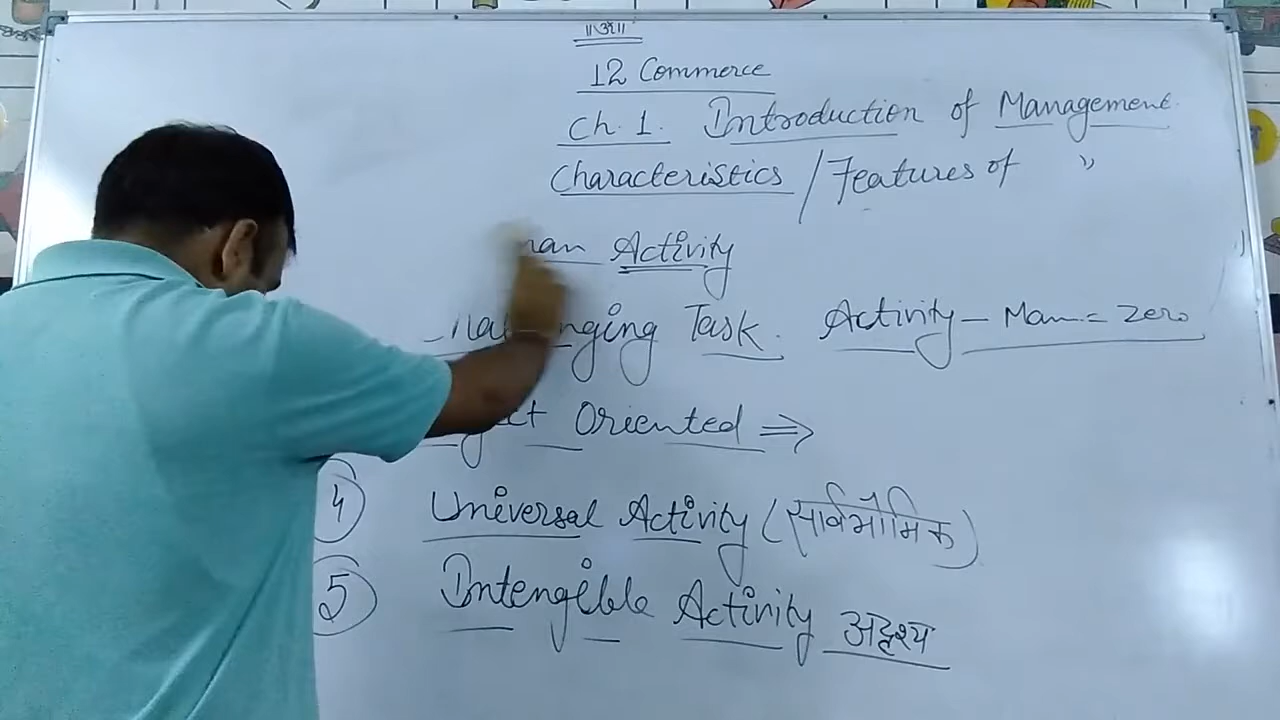 ॥ॐ॥
12 Commerce
Ch. 1. Introduction of Management
Characteristics / Features of "
Activity
Task. Activity - Man = Zero
Oriented ⇒
4 Universal Activity (सार्वभौमिक)
5 Intengible Activity अदृश्य